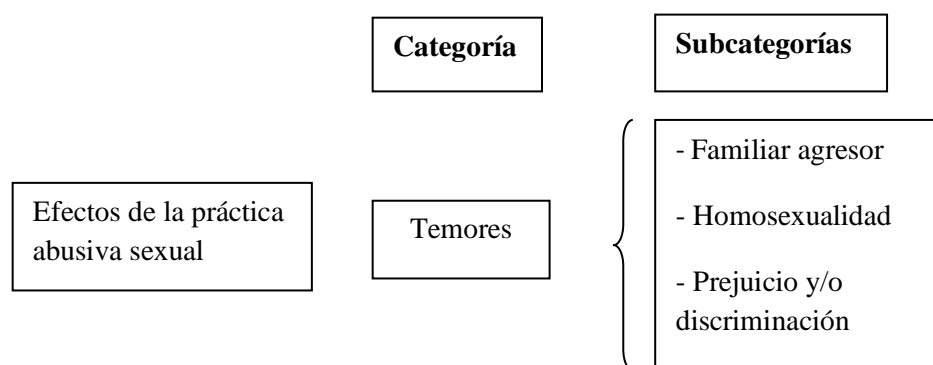 Categoría
Subcategorías
Efectos de la práctica
abusiva sexual
Temores
- Familiar agresor
- Homosexualidad
- Prejuicio y/o
discriminación